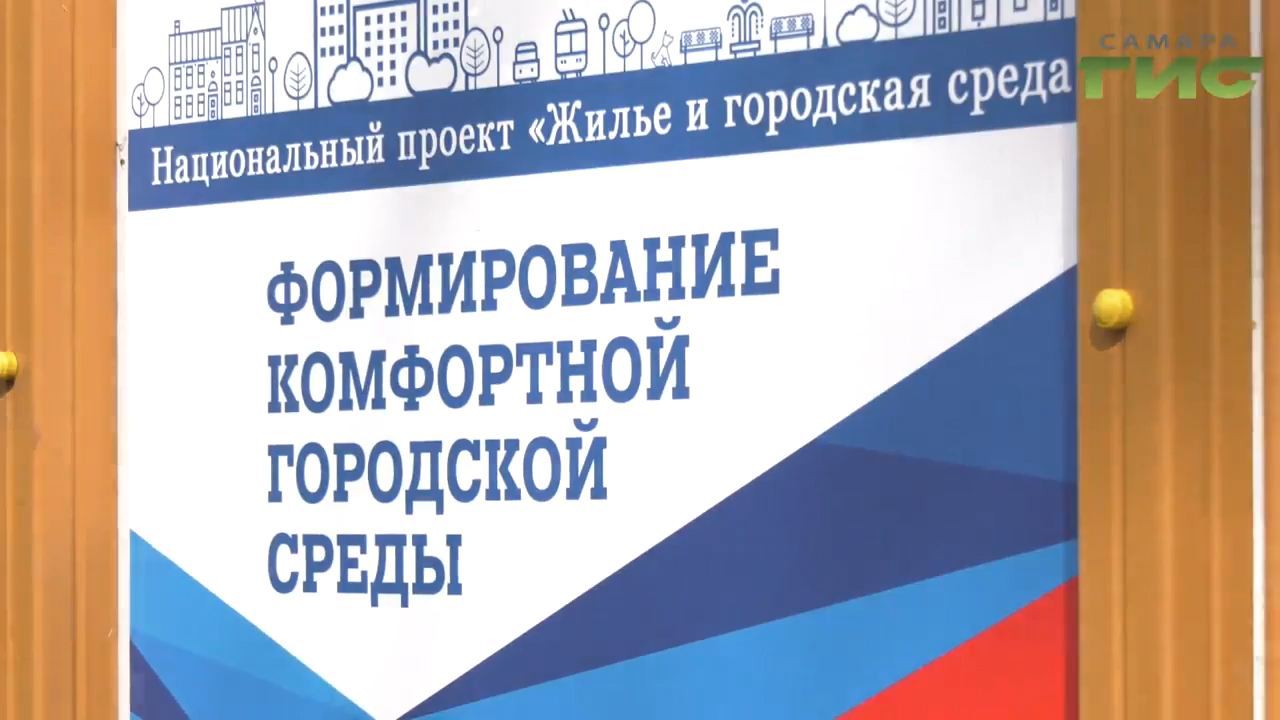 САМАРА
ГИС
Национальный проект «Жилье и городская среда
ФОРМИРОВАНИЕ
КОМФОРТНОЙ
ГОРОДСКОЙ
СРЕДЫ